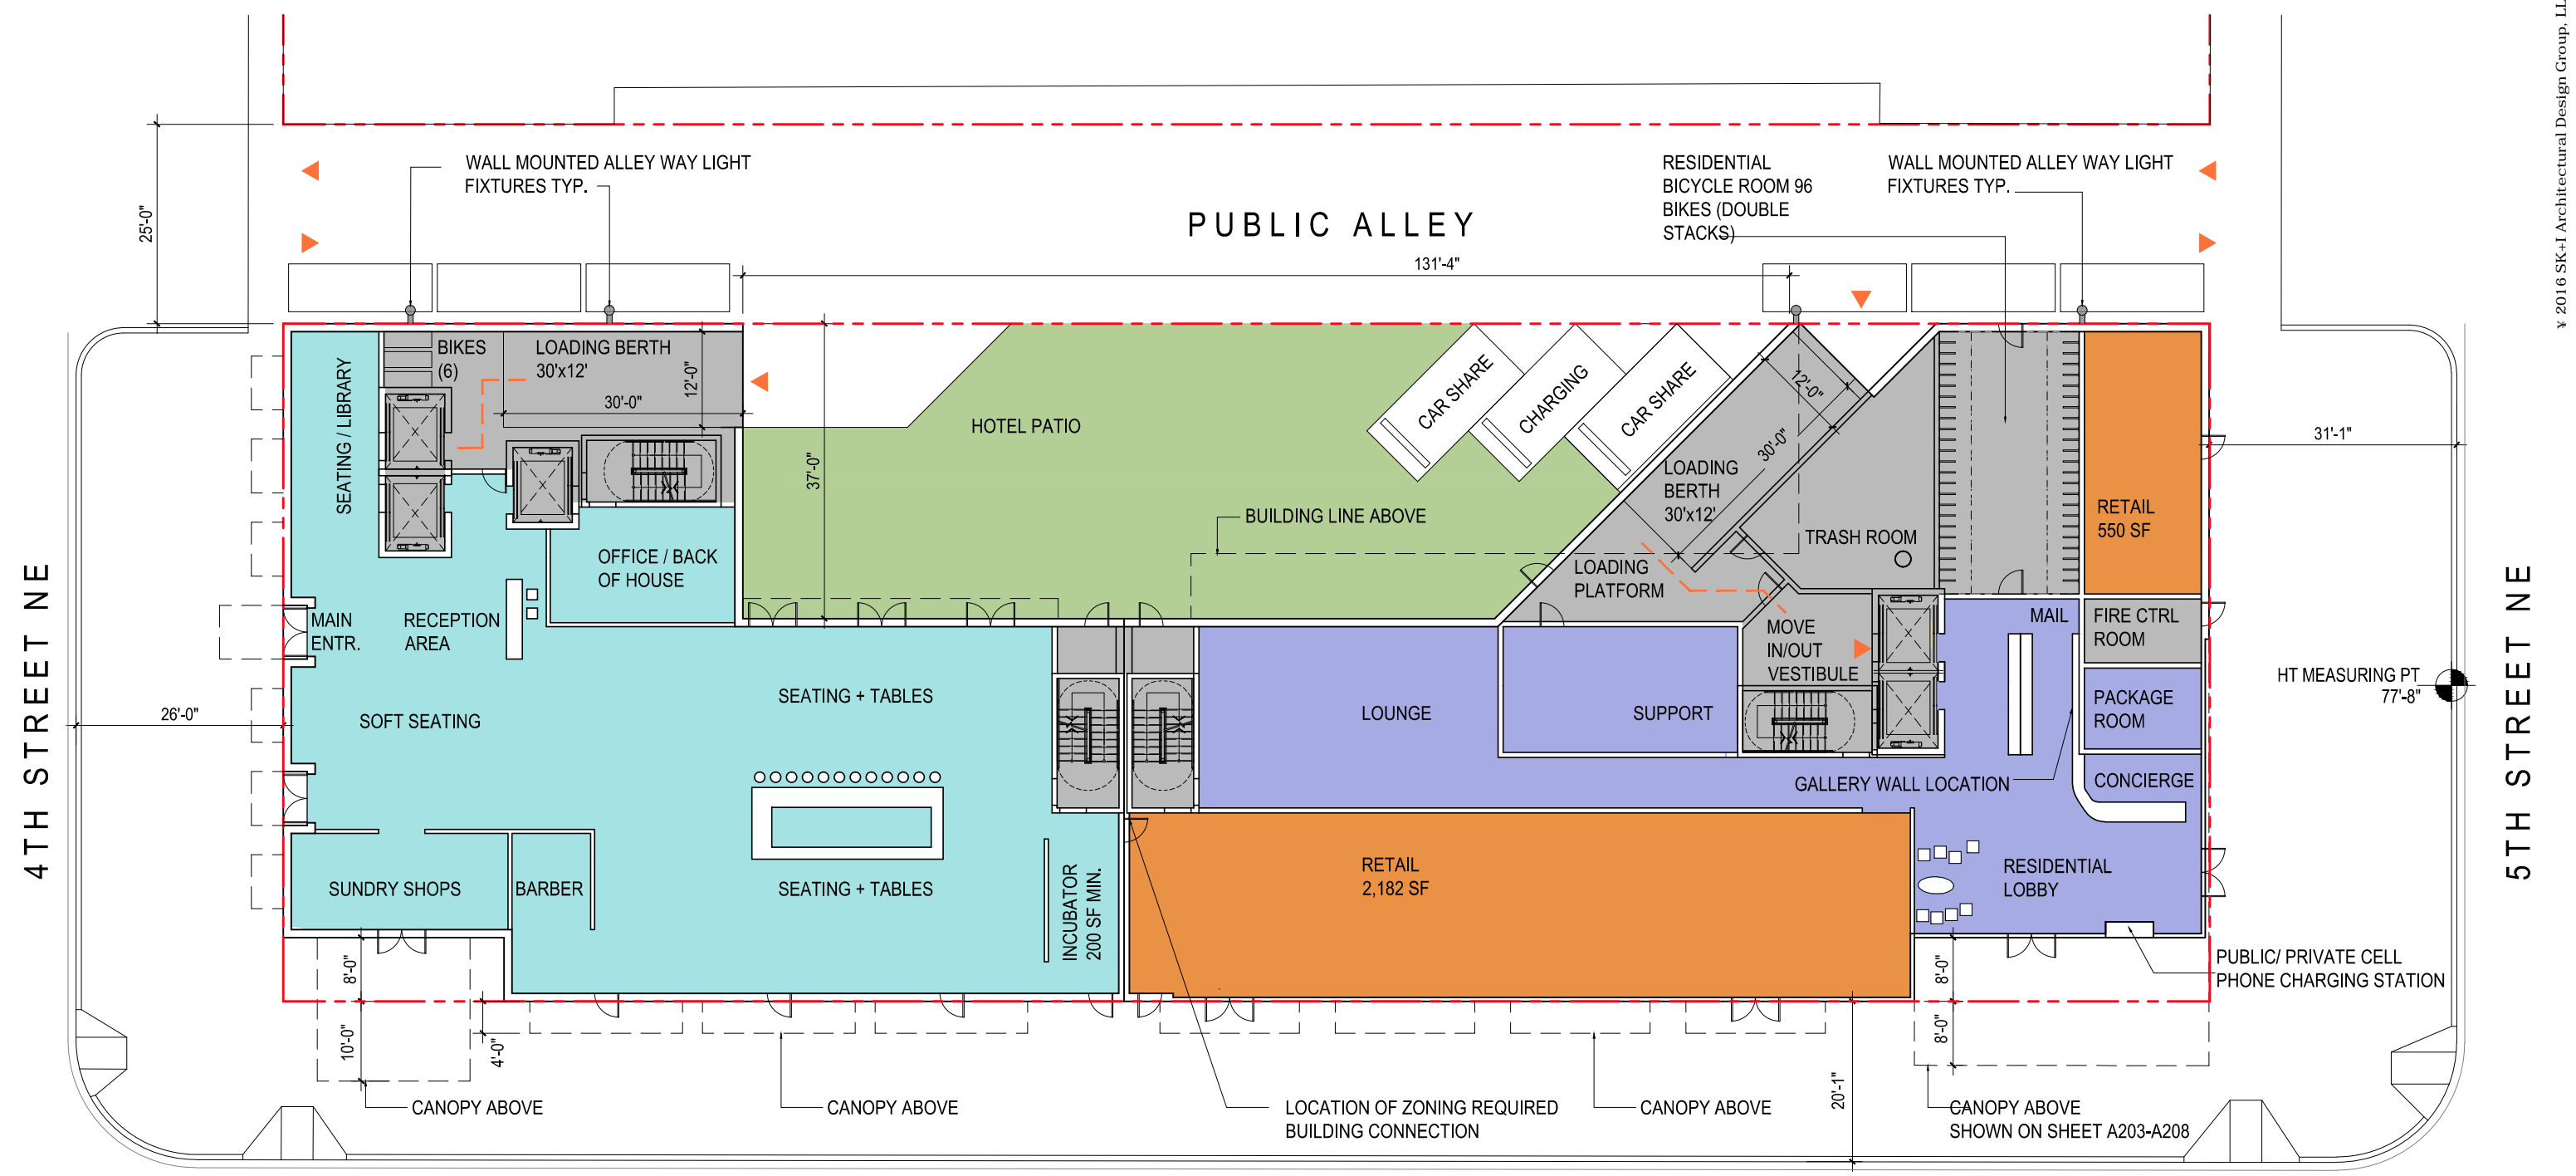 ¥ 2016 SK+I Architectural Design Group, LL
25'-0"
WALL MOUNTED ALLEY WAY LIGHT
FIXTURES TYP.
PUBLIC ALLEY
RESIDENTIAL
BICYCLE ROOM 96
BIKES (DOUBLE
STACKS)
WALL MOUNTED ALLEY WAY LIGHT
FIXTURES TYP.
131'-4"
SEATING / LIBRARY
BIKES
(6)
LOADING BERTH
30'x12'
30'-0"
12'-0"
37'-0"
HOTEL PATIO
CAR SHARE
CHARGING
CAR SHARE
12'-0"
30'-0"
LOADING
BERTH
30'x12'
31'-1"
RETAIL
550 SF
BUILDING LINE ABOVE
TRASH ROOM
OFFICE / BACK
OF HOUSE
LOADING
PLATFORM
4TH STREET NE
5TH STREET NE
MAIN
ENTR.
RECEPTION
AREA
MOVE
IN/OUT
VESTIBULE
MAIL
FIRE CTRL
ROOM
HT MEASURING PT
77'-8"
26'-0"
SOFT SEATING
SEATING + TABLES
LOUNGE
SUPPORT
PACKAGE
ROOM
GALLERY WALL LOCATION
CONCIERGE
SUNDRY SHOPS
BARBER
SEATING + TABLES
INCUBATOR
200 SF MIN.
RETAIL
2,182 SF
RESIDENTIAL
LOBBY
8'-0"
10'-0"
4'-0"
8'-0"
8'-0"
20'-1"
PUBLIC/ PRIVATE CELL
PHONE CHARGING STATION
CANOPY ABOVE
CANOPY ABOVE
LOCATION OF ZONING REQUIRED
BUILDING CONNECTION
CANOPY ABOVE
CANOPY ABOVE
SHOWN ON SHEET A203-A208